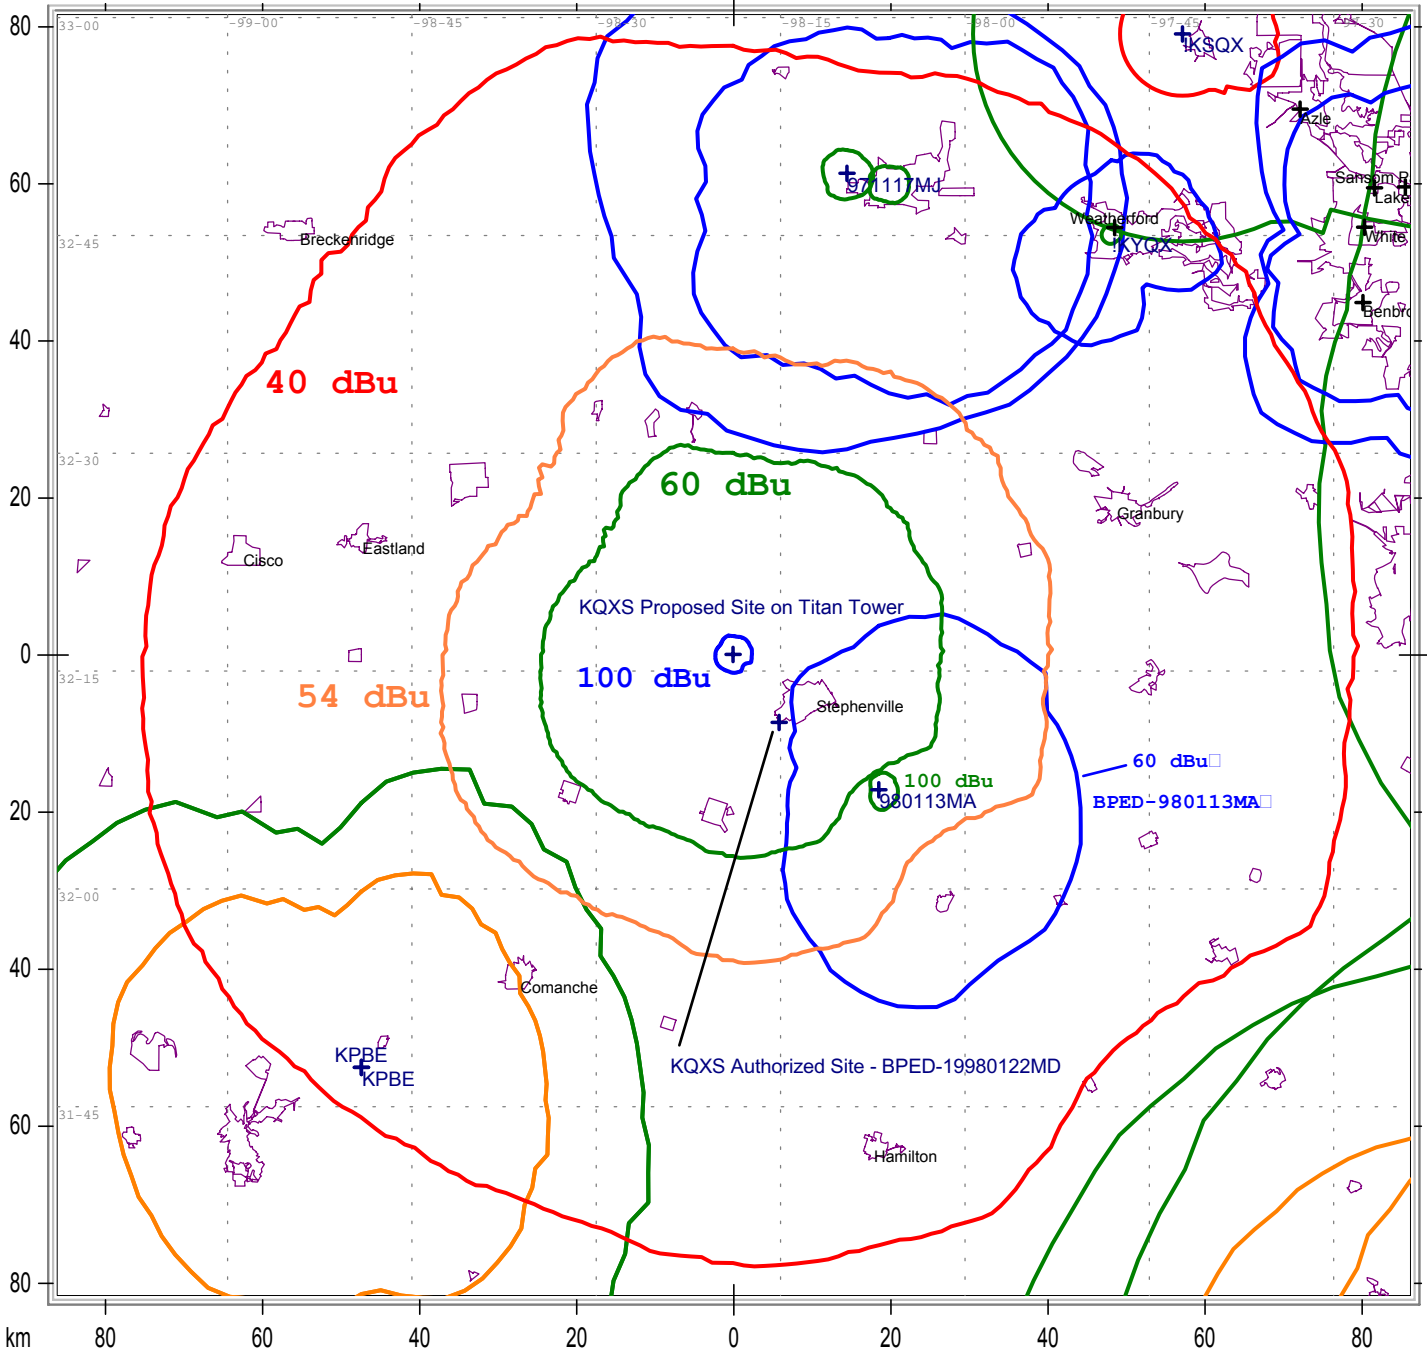 80
33-00
-99-00
-98-45
-98-30
-98-15
-98-00
-97-45
-97-30
!KSQX
Azle
60
971117MJ
Sansom P
Lake
Weatherford
!KYQX
White
Breckenridge
32-45
Benbro
40
40 dBu
32-30
60 dBu
20
Granbury
Eastland
Cisco
KQXS Proposed Site on Titan Tower
0
32-15
100 dBu
54 dBu
Stephenville
60 dBu
100 dBu
980113MA
BPED-980113MA
20
32-00
40
Comanche
KPBE
KPBE
KQXS Authorized Site - BPED-19980122MD
31-45
60
Hamilton
80
km
80
60
40
20
0
20
40
60
80